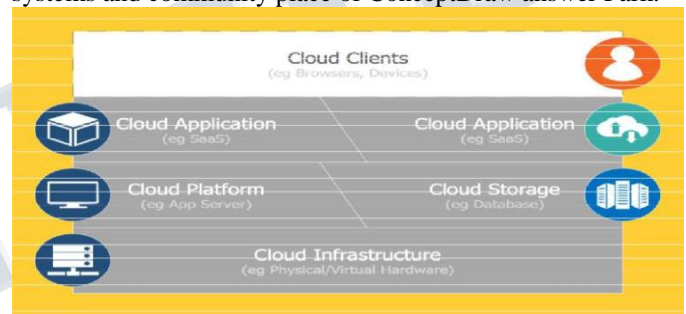 systems and community place of ConceptDraw answer Park.
Cloud Clients
(eg Browsers, Devices)
Cloud Application
(eg SaaS)
Cloud Application
(eg SaaS)
Cloud Platform
(eg App Server)
Cloud Storage
(eg Database)
Cloud Infrastructure
(eg Physical/Virtual Hardware)